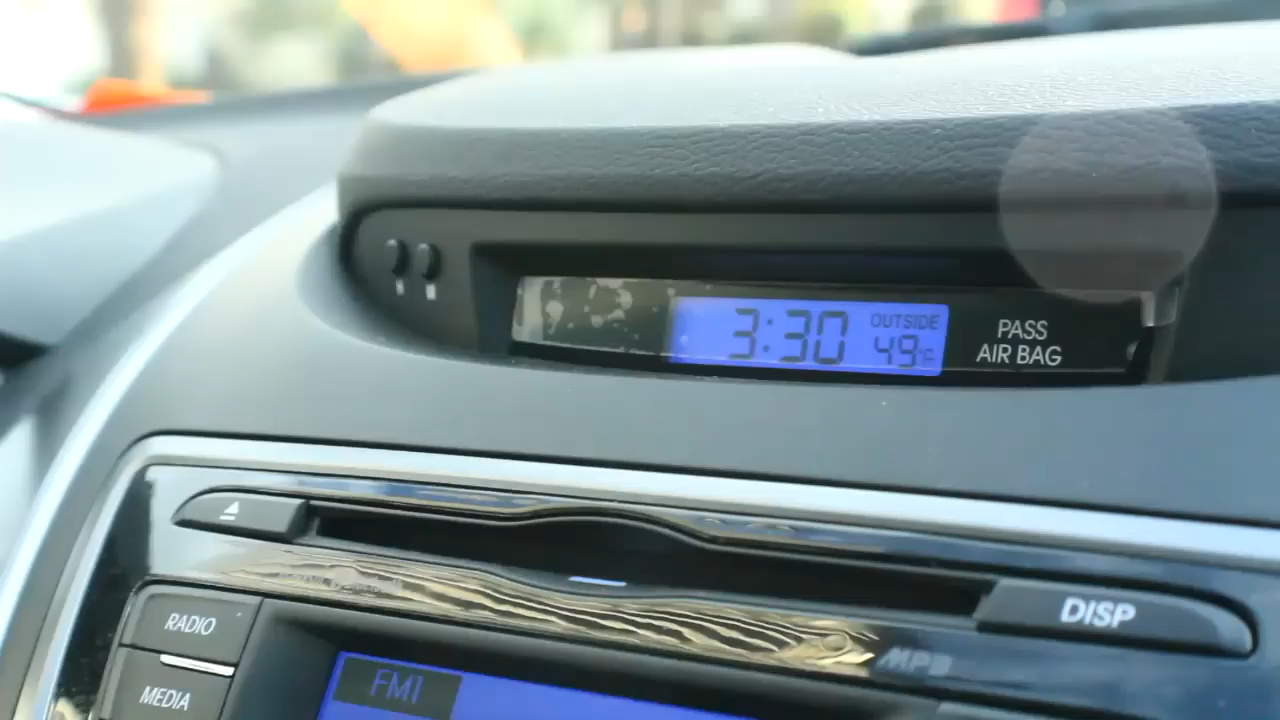 3:30
OUTSIDE
49°F
PASS
AIR BAG
DISP
RADIO
MP3
MEDIA
FM1